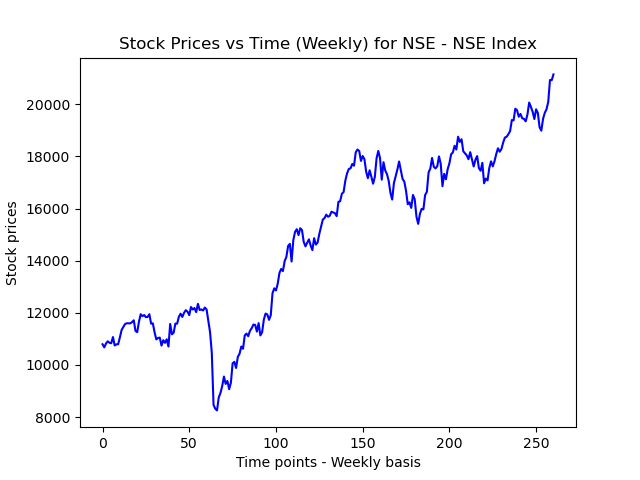 Stock Prices vs Time (Weekly) for NSE - NSE Index
Stock prices
20000
18000
16000
14000
12000
10000
8000
0 50 100 150 200 250
Time points - Weekly basis